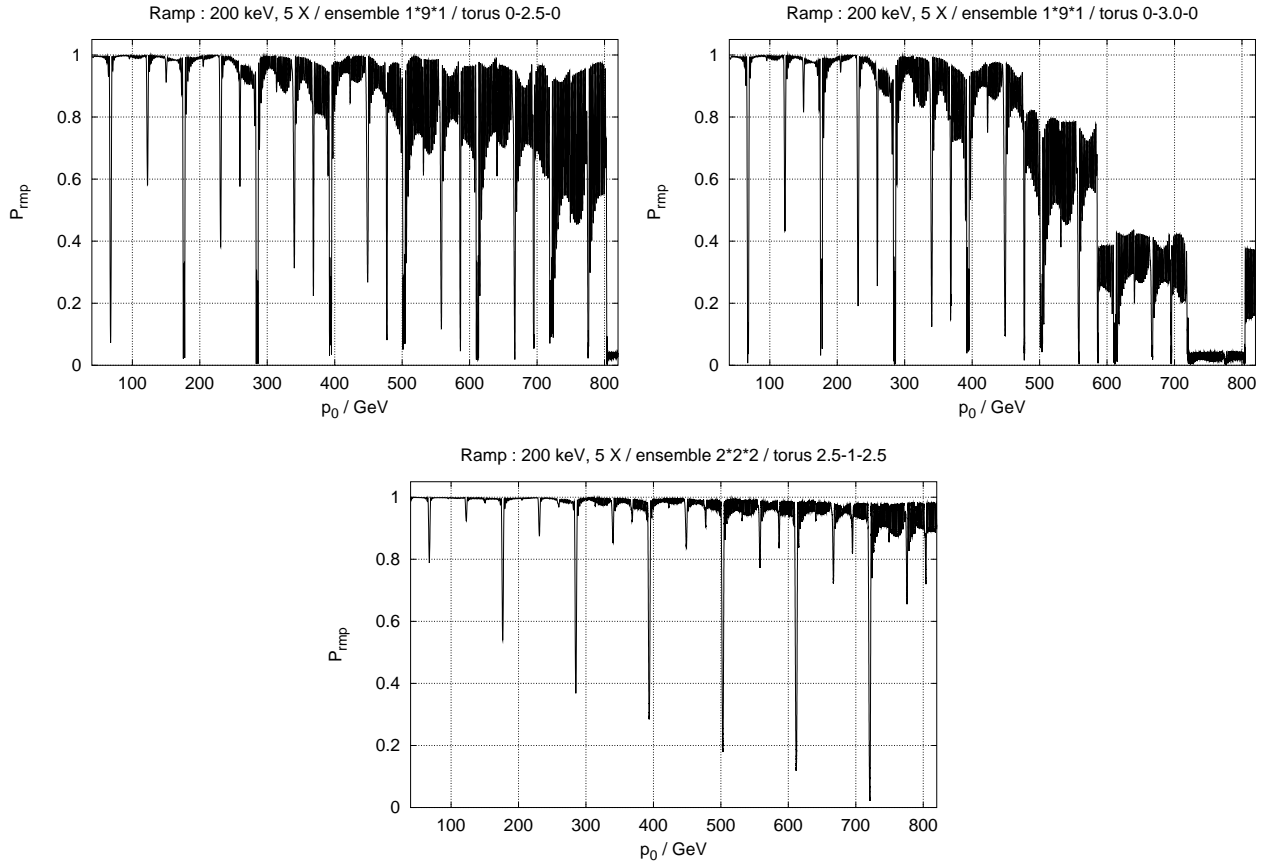 Ramp : 200 keV, 5 X / ensemble 1*9*1 / torus 0-2.5-0
1
0.8
0.6
0.4
0.2
0
P_rmp
100 200 300 400 500 600 700 800
p_0 / GeV
Ramp : 200 keV, 5 X / ensemble 1*9*1 / torus 0-3.0-0
1
0.8
0.6
0.4
0.2
0
P_rmp
100 200 300 400 500 600 700 800
p_0 / GeV
Ramp : 200 keV, 5 X / ensemble 2*2*2 / torus 2.5-1-2.5
1
0.8
0.6
0.4
0.2
0
P_rmp
100 200 300 400 500 600 700 800
p_0 / GeV